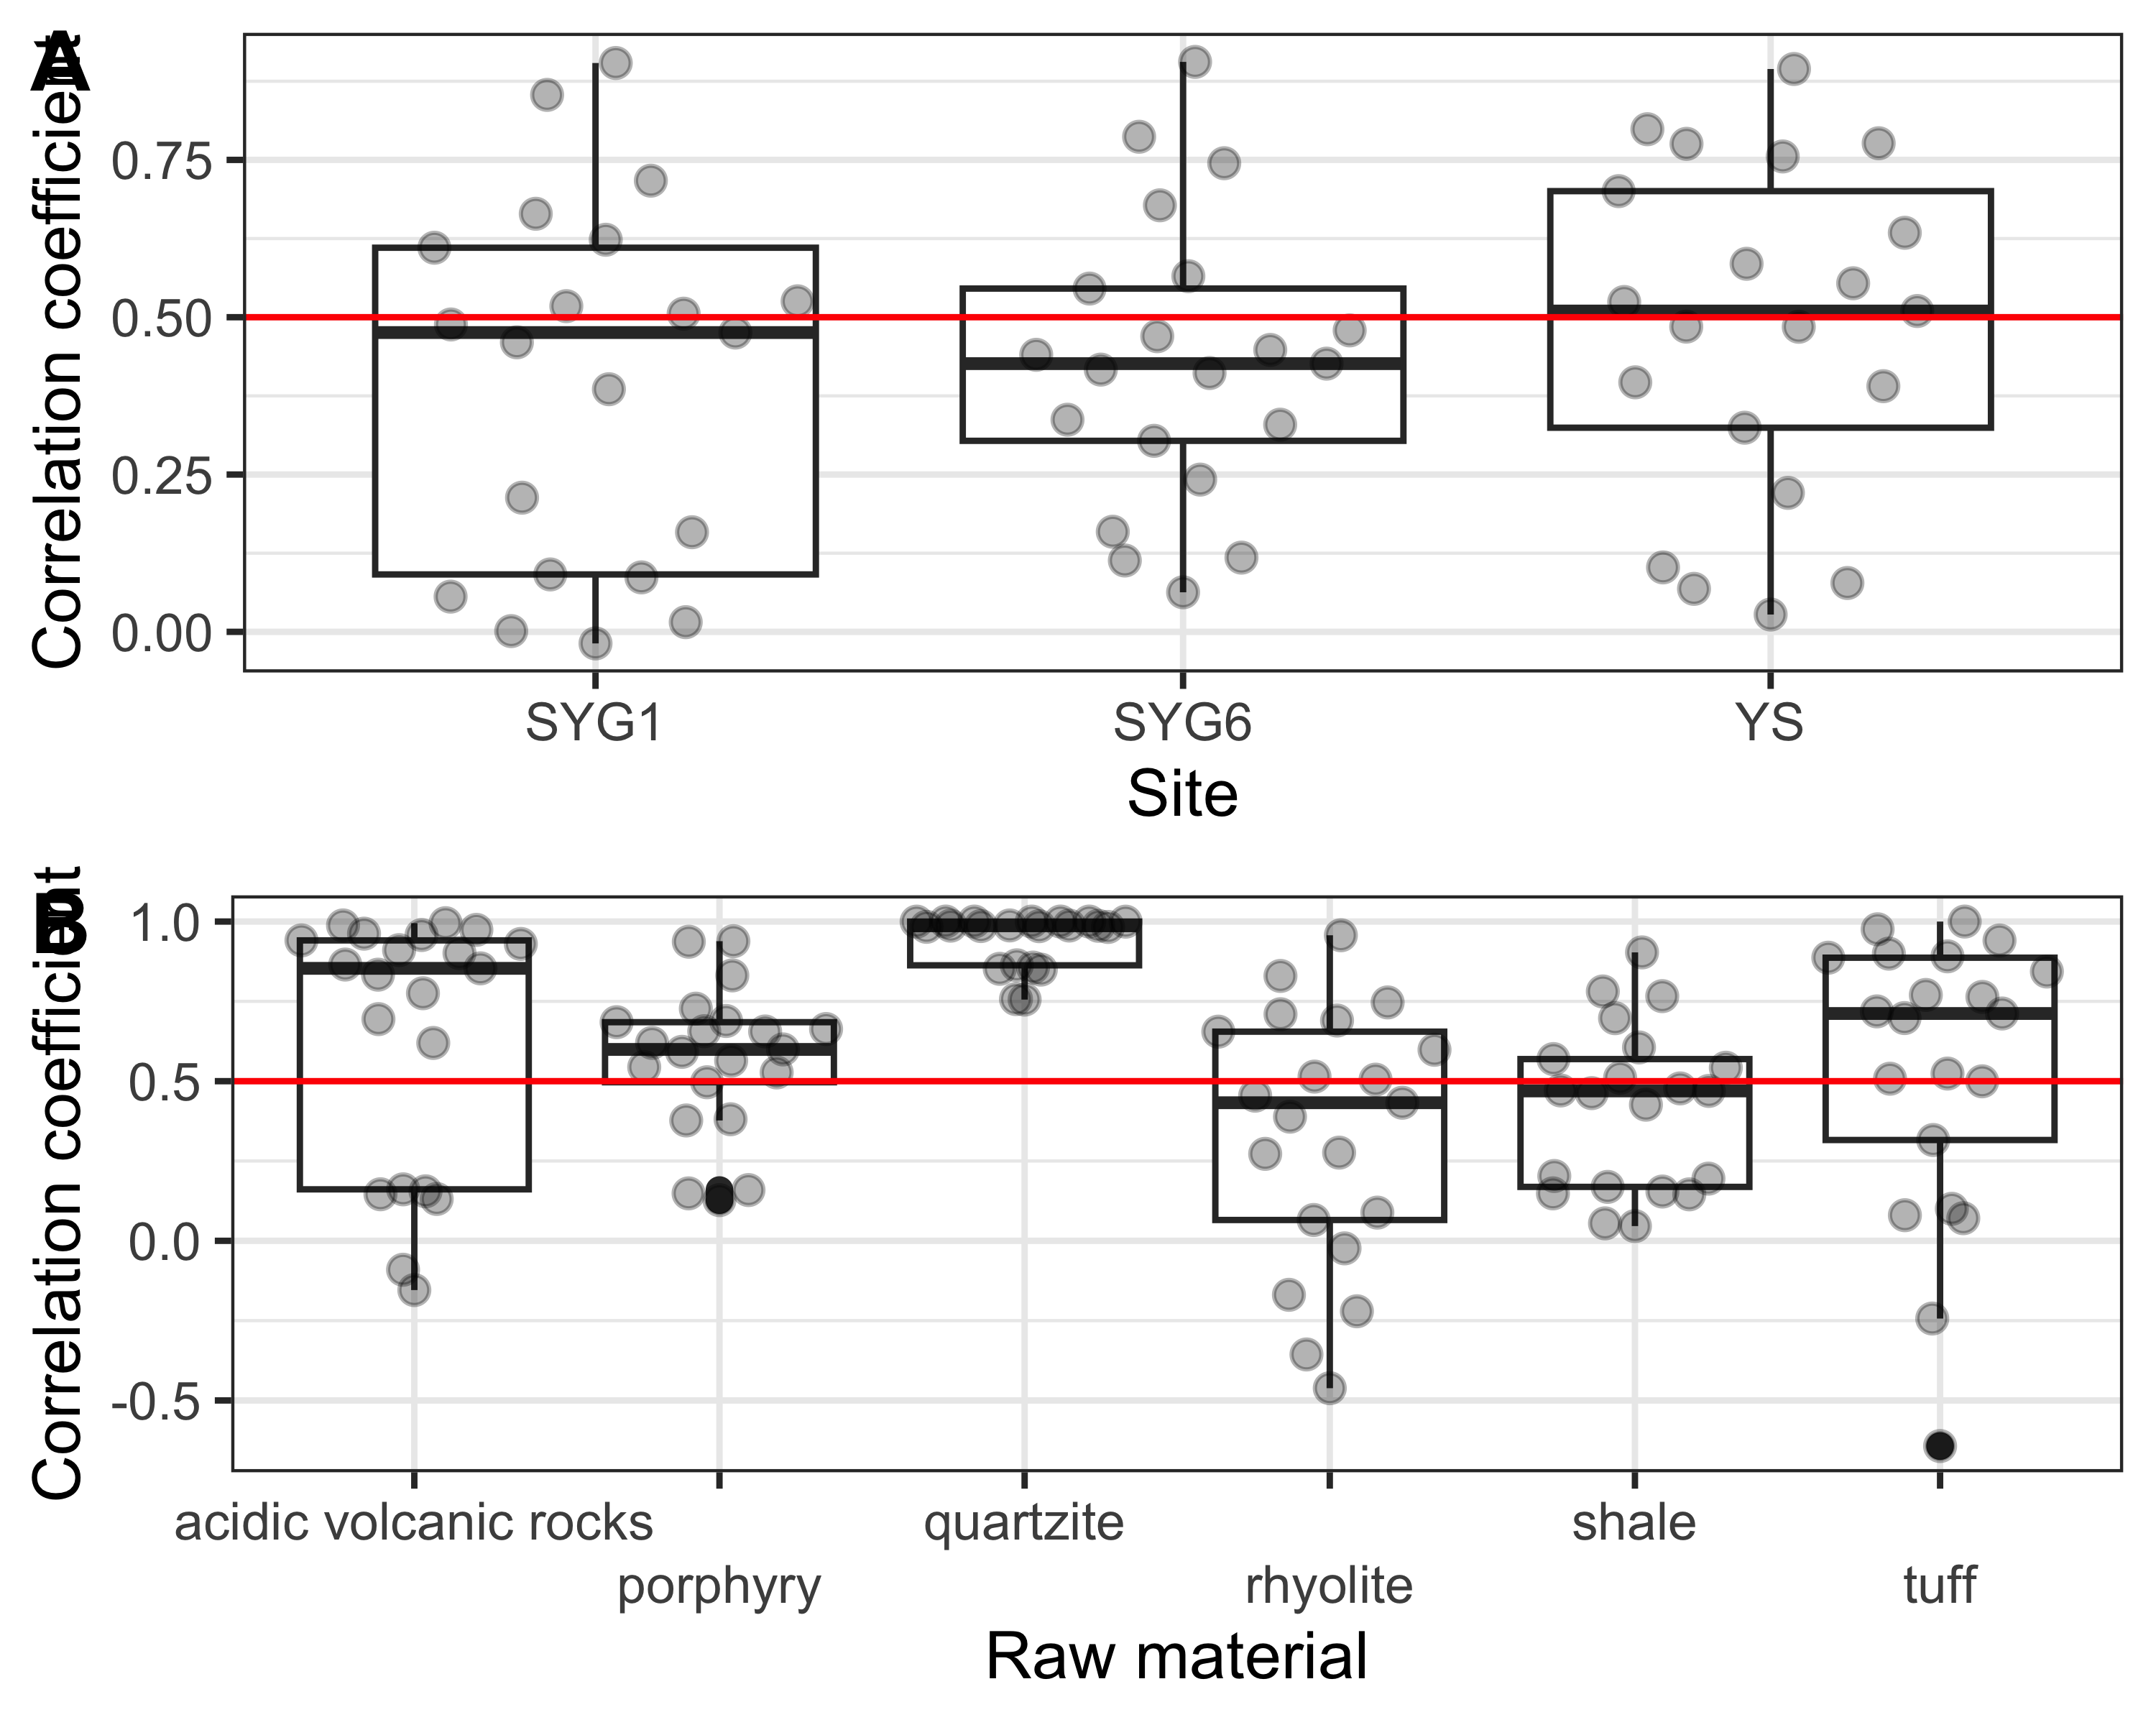 A
Correlation coefficient
0.75
0.50
0.25
0.00
SYG1 SYG6 YS
Site
B
Correlation coefficient
1.0
0.5
0.0
-0.5
acidic volcanic rocks quartzite shale
porphyry rhyolite tuff
Raw material